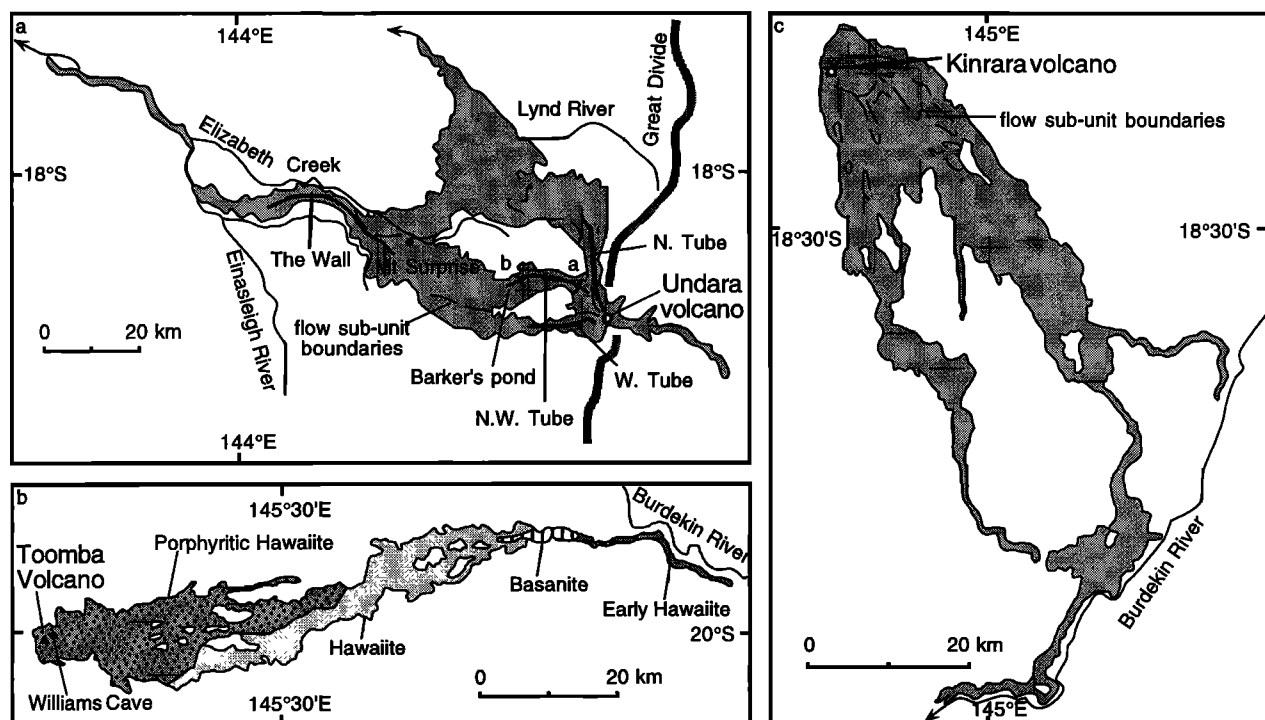 a
144°E
Great Divide
Lynd River
Elizabeth
Creek
18°S
18°S
N. Tube
The Wall
Mt Surprise
b
a
Undara
volcano
Einasleigh River
0 20 km
flow sub-unit
boundaries
Barker's pond
W. Tube
N.W. Tube
144°E
b
145°30'E
Burdekin River
Toomba
Volcano
Porphyritic Hawaiite
Basanite
Early Hawaiite
Hawaiite
20°S
0 20 km
Williams Cave
145°30'E
c
145°E
Kinrara volcano
flow sub-unit boundaries
18°30'S
18°30'S
Burdekin River
0 20 km
145°E